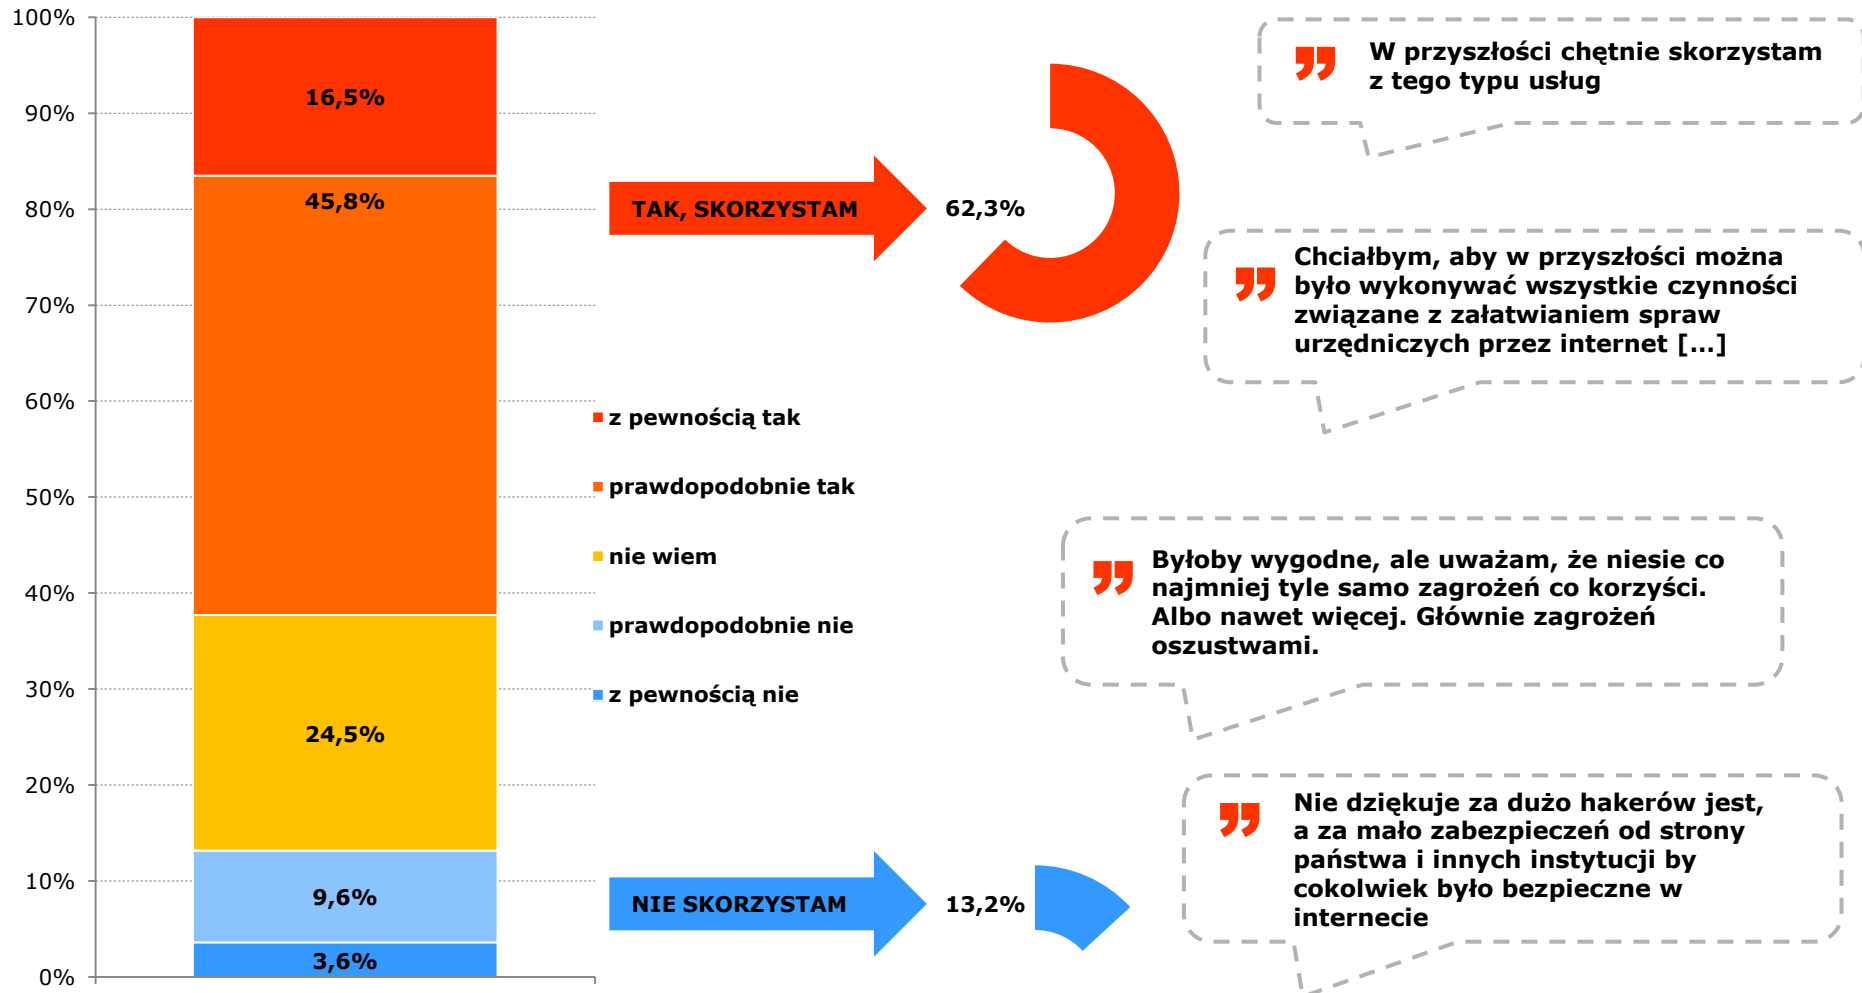 100%
90%
80%
70%
60%
50%
40%
30%
20%
10%
0%
16,5%
45,8%
24,5%
9,6%
3,6%
z pewnością tak
prawdopodobnie tak
nie wiem
prawdopodobnie nie
z pewnością nie
TAK, SKORZYSTAM
62,3%
NIE SKORZYSTAM
13,2%
W przyszłości chętnie skorzystam
z tego typu usług
Chciałbym, aby w przyszłości można
było wykonywać wszystkie czynności
związane z załatwianiem spraw
urzędniczych przez internet [...]
Byłoby wygodne, ale uważam, że niesie co
najmniej tyle samo zagrożeń co korzyści.
Albo nawet więcej. Głównie zagrożeń
oszustwami.
Nie dziękuje za dużo hakerów jest,
a za mało zabezpieczeń od strony
państwa i innych instytucji by
cokolwiek było bezpieczne w
internecie